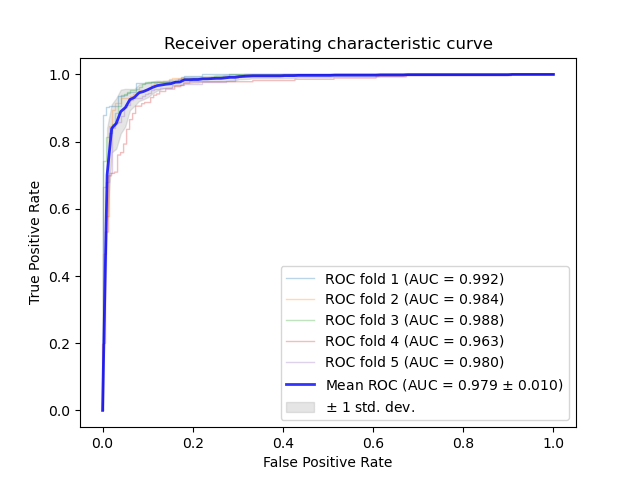 Receiver operating characteristic curve
True Positive Rate
1.0
0.8
0.6
0.4
0.2
0.0
ROC fold 1 (AUC = 0.992)
ROC fold 2 (AUC = 0.984)
ROC fold 3 (AUC = 0.988)
ROC fold 4 (AUC = 0.963)
ROC fold 5 (AUC = 0.980)
Mean ROC (AUC = 0.979 ± 0.010)
± 1 std. dev.
0.0 0.2 0.4 0.6 0.8 1.0
False Positive Rate